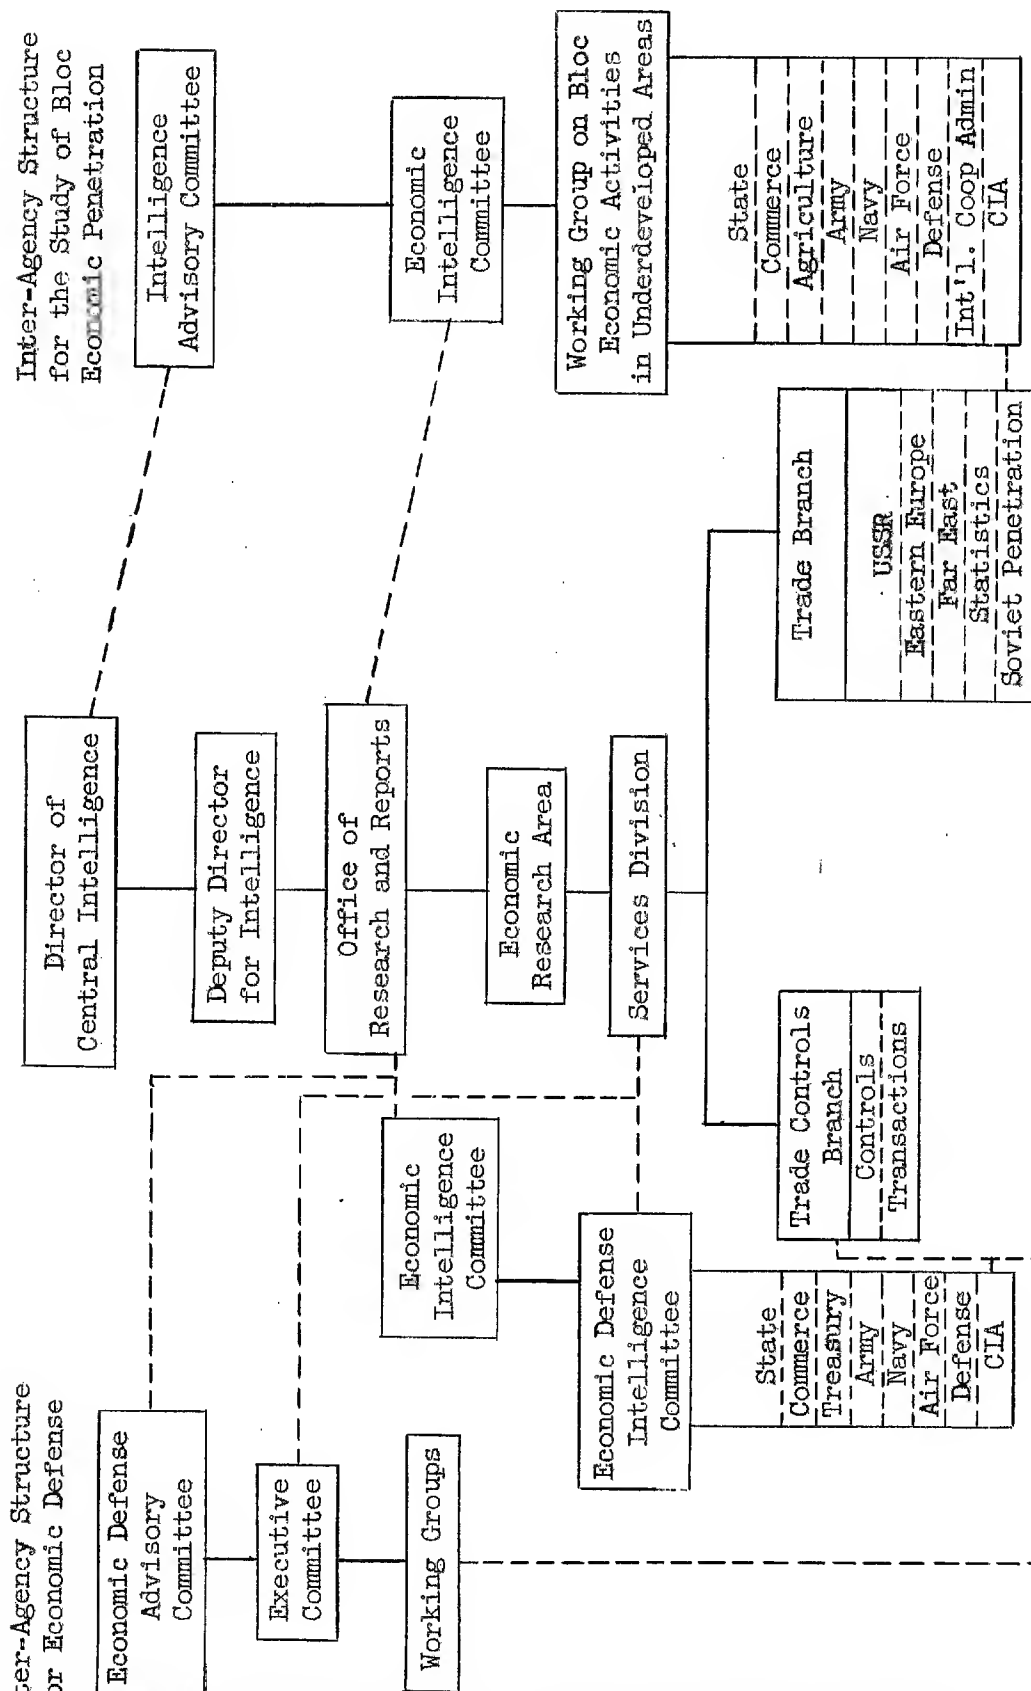 ter-Agency Structure
or Economic Defense
Economic Defense
Advisory
Committee
Executive
Committee
Working Groups
Economic
Intelligence
Committee
Economic Defense
Intelligence
Committee
State
Commerce
Treasury
Army
Navy
Air Force
Defense
CIA
Director of
Central Intelligence
Deputy Director
for Intelligence
Office of
Research and Reports
Economic
Research Area
Services Division
Trade Controls
Branch
Controls
Transactions
Trade Branch
USSR
Eastern Europe
Far East
Statistics
Soviet Penetration
Inter-Agency Structure
for the Study of Bloc
Economic Penetration
Intelligence
Advisory Committee
Economic
Intelligence
Committee
Working Group on Bloc
Economic Activities
in Underdeveloped Areas
State
Commerce
Agriculture
Army
Navy
Air Force
Defense
Int'l. Coop Admin
CIA